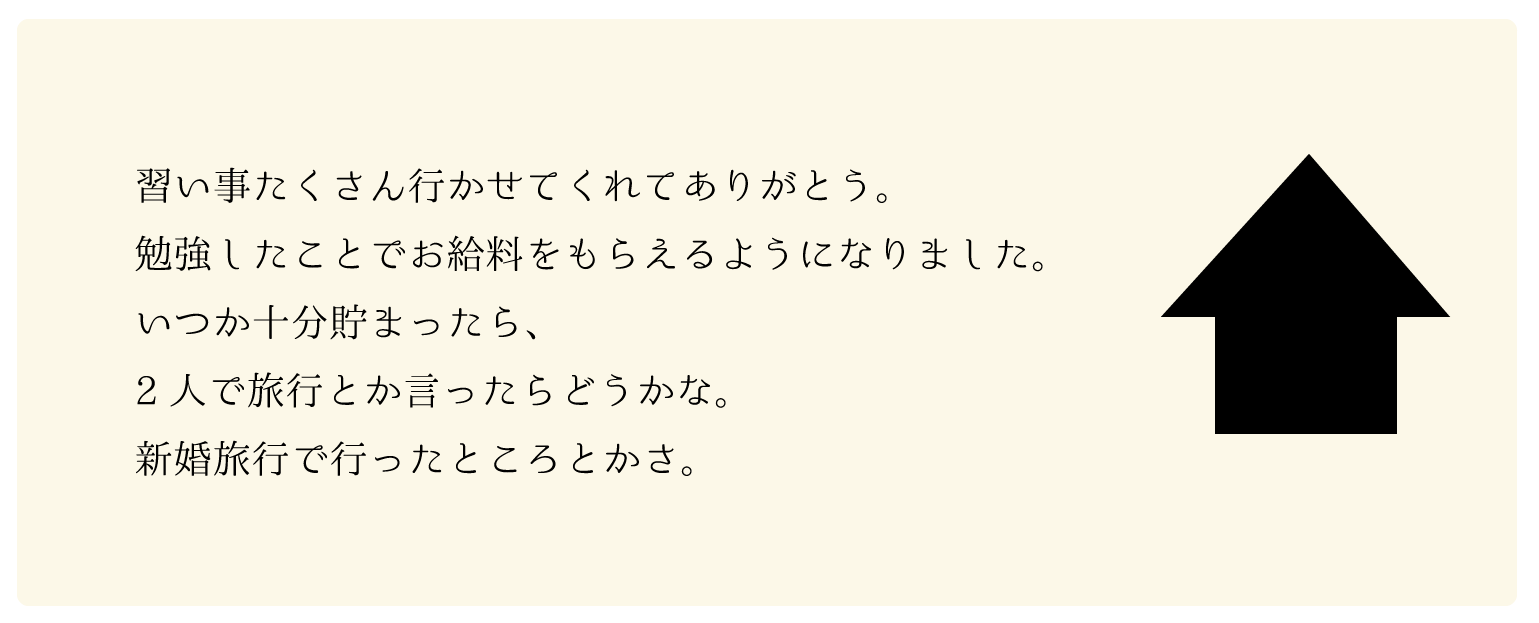 習い事たくさん行かせてくれてありがとう。
勉強したことでお給料をもらえるようになりました。
いつか十分貯まったら、
2 人で旅行とか言ったらどうかな。
新婚旅行で行ったところとかさ。